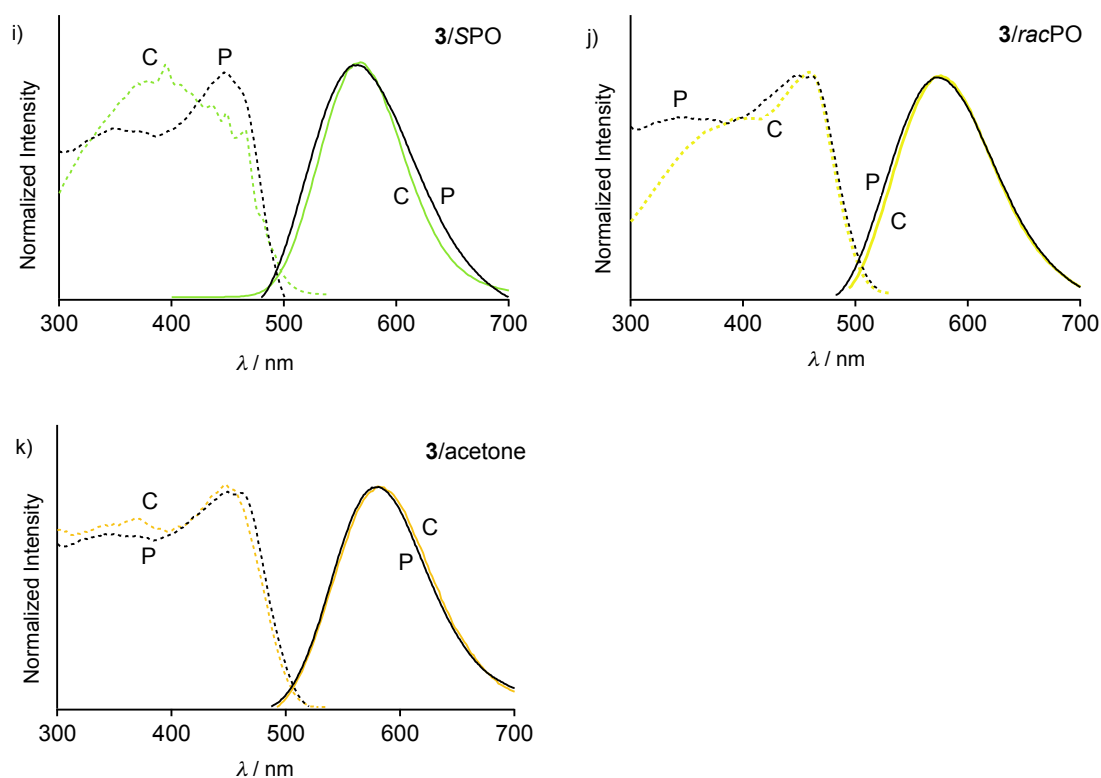 i)
3/SPO
C
P
C
P
Normalized Intensity
300 400 500 600 700
λ / nm
j)
3/racPO
P
C
P
C
Normalized Intensity
300 400 500 600 700
λ / nm
k)
3/acetone
C
P
C
P
Normalized Intensity
300 400 500 600 700
λ / nm